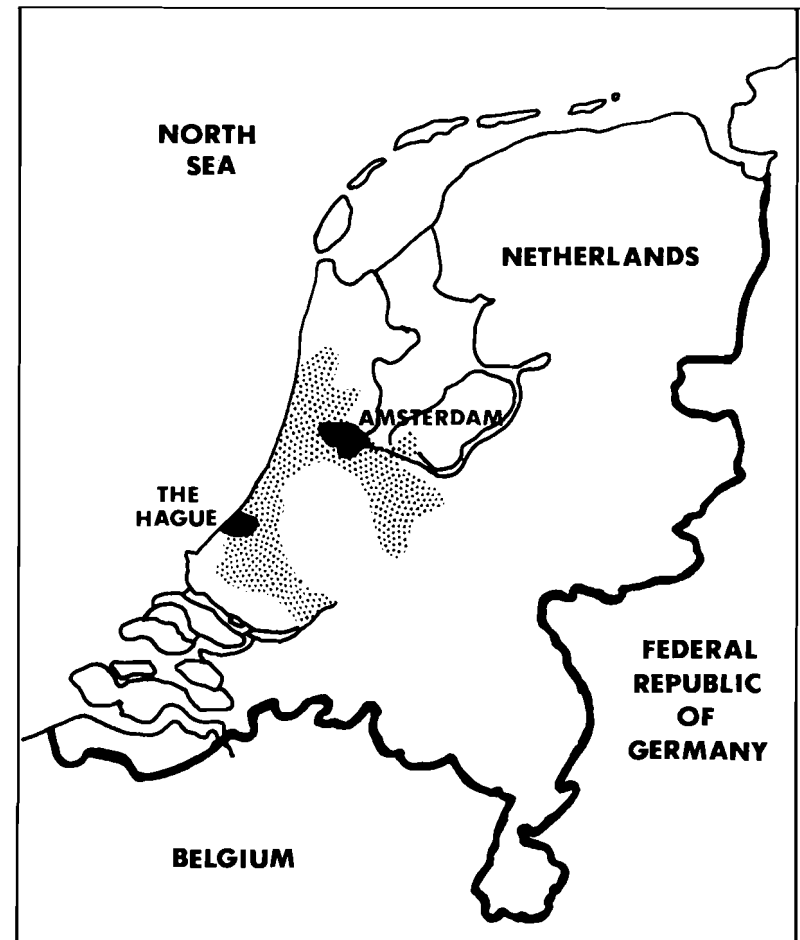 NORTH
SEA
NETHERLANDS
AMSTERDAM
THE
HAGUE
FEDERAL
REPUBLIC
OF
GERMANY
BELGIUM